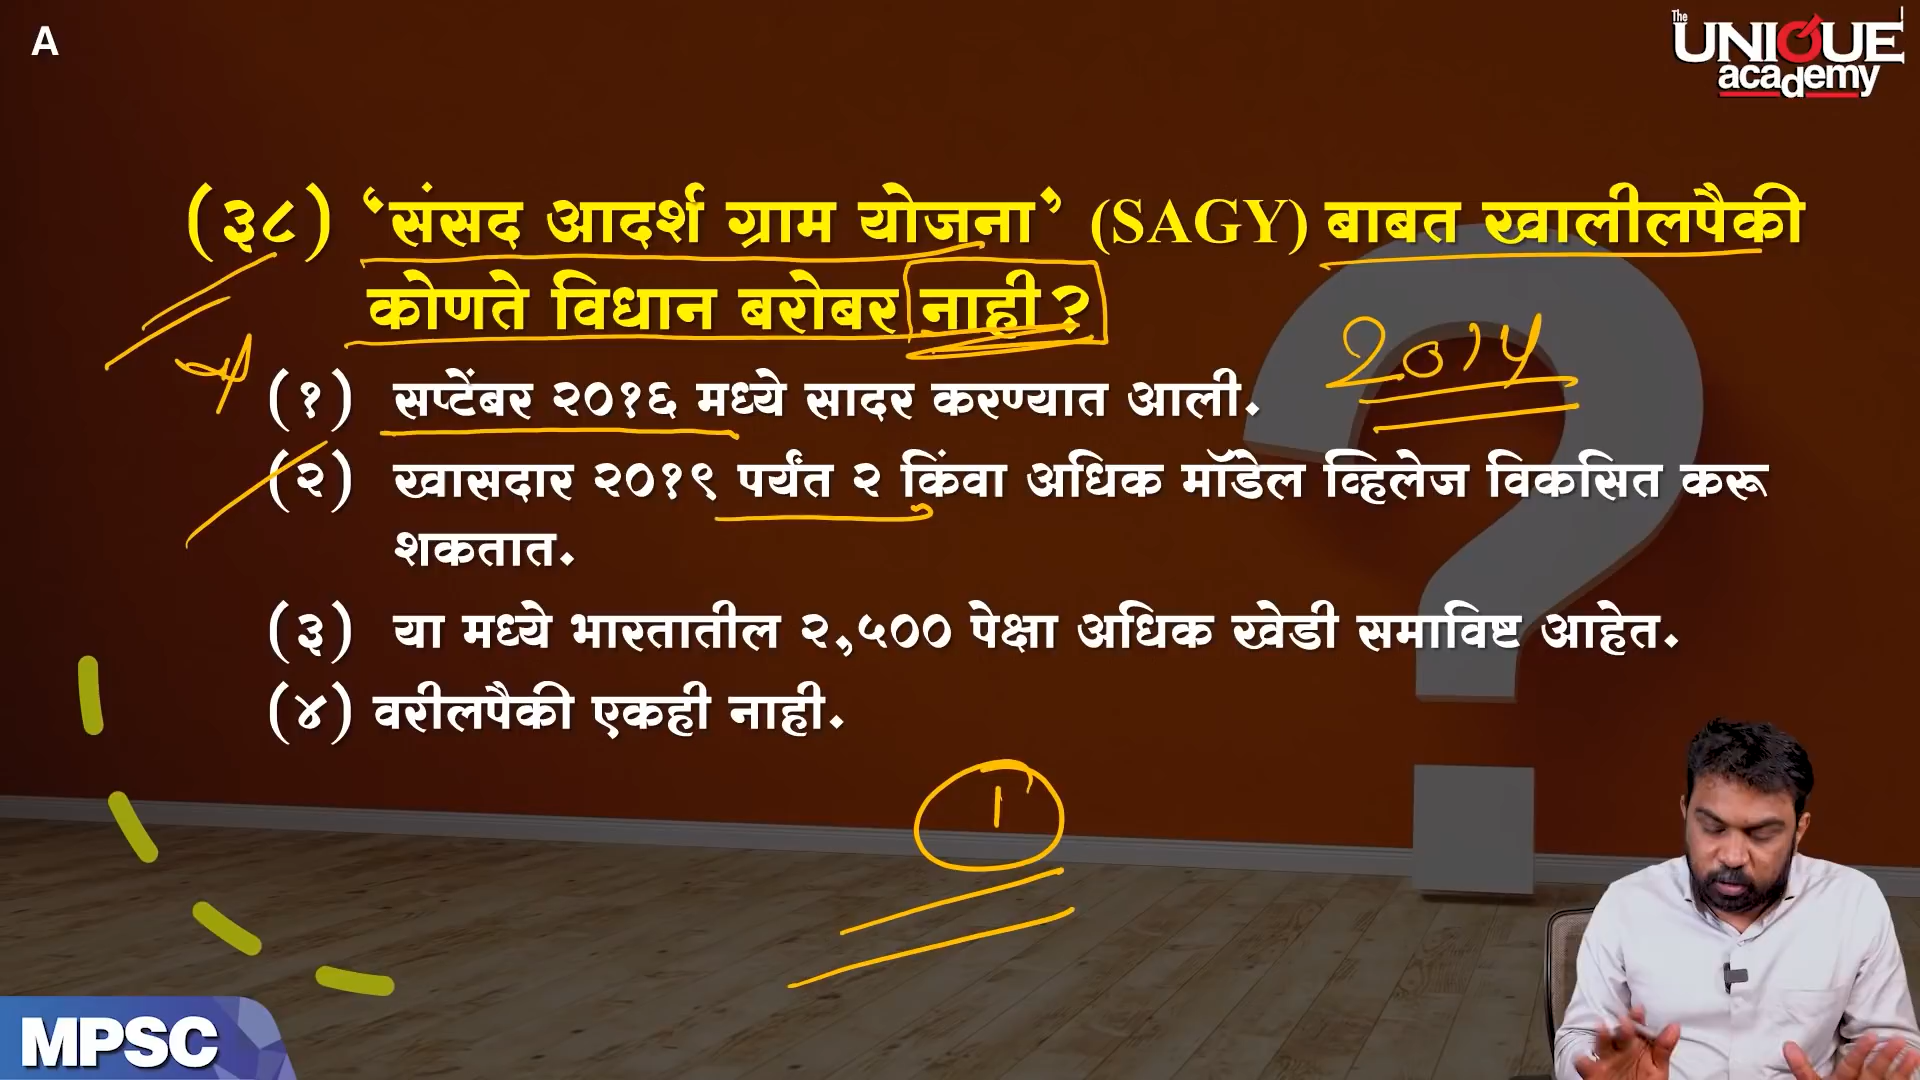 A
The
UNIQUE
academy
(३८) ‘संसद आदर्श ग्राम योजना’ (SAGY) बाबत खालीलपैकी
कोणते विधान बरोबर नाही?
2014
(१) सप्टेंबर २०१६ मध्ये सादर करण्यात आली.
(२) खासदार २०१९ पर्यंत २ किंवा अधिक मॉडेल व्हिलेज विकसित करू
शकतात.
(३) या मध्ये भारतातील २,५०० पेक्षा अधिक खेडी समाविष्ट आहेत.
(४) वरीलपैकी एकही नाही.
1
MPSC